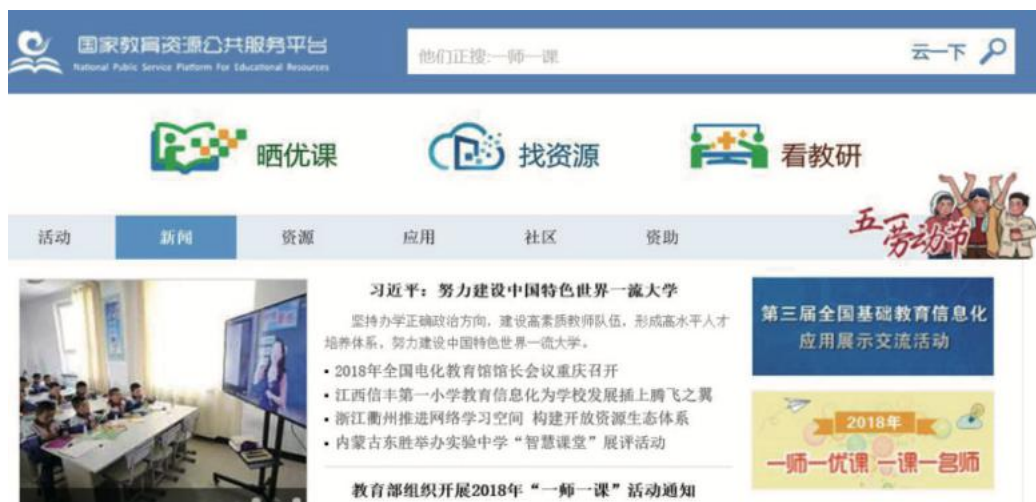 国家教育资源公共服务平台
National Public Service Platform For Educational Resources
他们正搜:一师一课
云一下
晒优课
找资源
看教研
活动
新闻
资源
应用
社区
资助
五一
劳动节
习近平：努力建设中国特色世界一流大学
坚持办学正确政治方向，建设高素质教师队伍，形成高水平人才
培养体系，努力建设中国特色世界一流大学。
2018年全国电化教育馆馆长会议重庆召开
江西信丰第一小学教育信息化为学校发展插上腾飞之翼
浙江衢州推进网络学习空间 构建开放资源生态体系
内蒙古东胜举办实验中学“智慧课堂”展评活动
教育部组织开展2018年“一师一课”活动通知
第三届全国基础教育信息化
应用展示交流活动
2018年
一师一优课 一课一名师